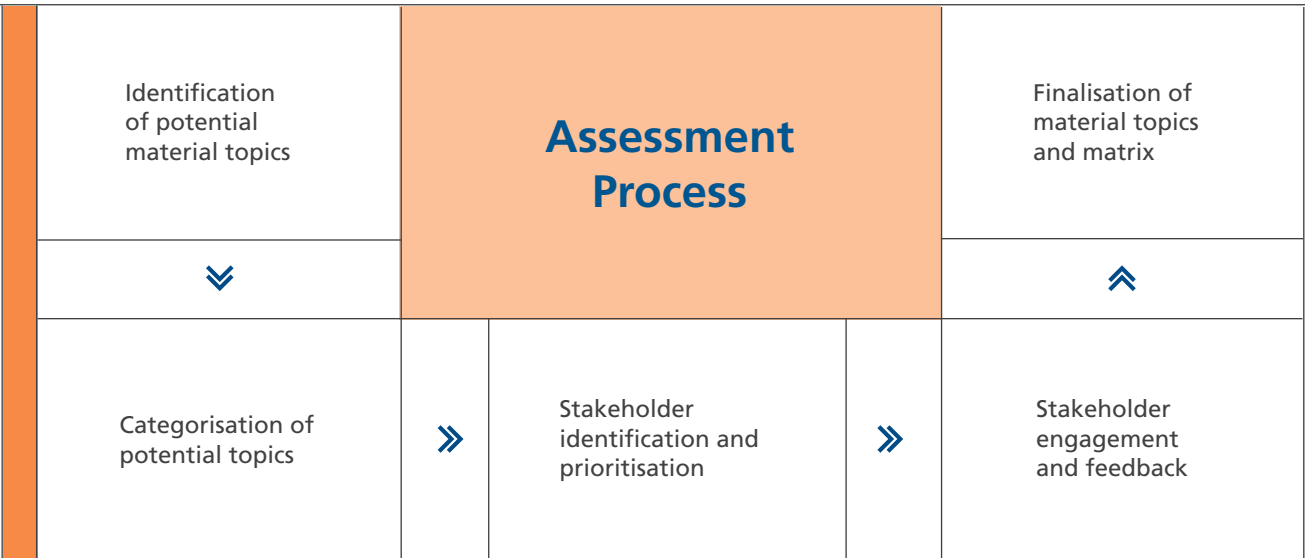 Identification
of potential
material topics
Assessment
Process
Finalisation of
material topics
and matrix
Categorisation of
potential topics
Stakeholder
identification and
prioritisation
Stakeholder
engagement
and feedback